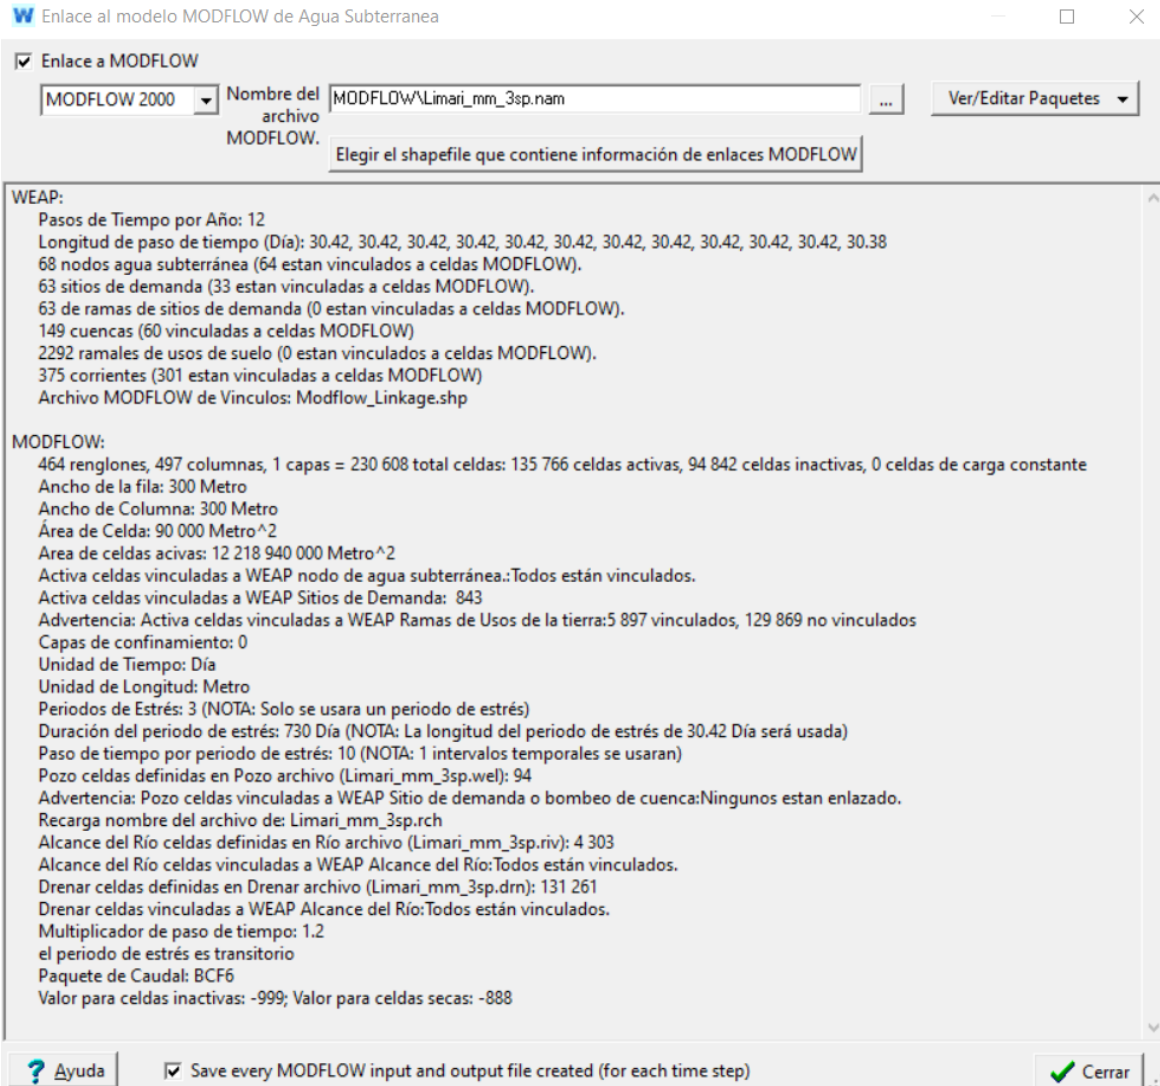 W Enlace al modelo MODFLOW de Agua Subterranea
Enlace a MODFLOW
MODFLOW 2000
Nombre del archivo MODFLOW.
MODFLOW\Limari_mm_3sp.nam
...
Ver/Editar Paquetes
Elegir el shapefile que contiene información de enlaces MODFLOW
WEAP:
Pasos de Tiempo por Año: 12
Longitud de paso de tiempo (Día): 30.42, 30.42, 30.42, 30.42, 30.42, 30.42, 30.42, 30.42, 30.42, 30.42, 30.42, 30.38
68 nodos agua subterránea (64 estan vinculados a celdas MODFLOW).
63 sitios de demanda (33 estan vinculadas a celdas MODFLOW).
63 de ramas de sitios de demanda (0 estan vinculadas a celdas MODFLOW).
149 cuencas (60 vinculadas a celdas MODFLOW)
2292 ramales de usos de suelo (0 estan vinculados a celdas MODFLOW).
375 corrientes (301 estan vinculadas a celdas MODFLOW)
Archivo MODFLOW de Vinculos: Modflow_Linkage.shp
MODFLOW:
464 renglones, 497 columnas, 1 capas = 230 608 total celdas: 135 766 celdas activas, 94 842 celdas inactivas, 0 celdas de carga constante
Ancho de la fila: 300 Metro
Ancho de Columna: 300 Metro
Área de Celda: 90 000 Metro^2
Area de celdas acivas: 12 218 940 000 Metro^2
Activa celdas vinculadas a WEAP nodo de agua subterránea.:Todos están vinculados.
Activa celdas vinculadas a WEAP Sitios de Demanda:  843
Advertencia: Activa celdas vinculadas a WEAP Ramas de Usos de la tierra:5 897 vinculados, 129 869 no vinculados
Capas de confinamiento: 0
Unidad de Tiempo: Día
Unidad de Longitud: Metro
Periodos de Estrés: 3 (NOTA: Solo se usara un periodo de estrés)
Duración del periodo de estrés: 730 Día (NOTA: La longitud del periodo de estrés de 30.42 Día será usada)
Paso de tiempo por periodo de estrés: 10 (NOTA: 1 intervalos temporales se usaran)
Pozo celdas definidas en Pozo archivo (Limari_mm_3sp.wel): 94
Advertencia: Pozo celdas vinculadas a WEAP Sitio de demanda o bombeo de cuenca:Ningunos estan enlazado.
Recarga nombre del archivo de: Limari_mm_3sp.rch
Alcance del Río celdas definidas en Río archivo (Limari_mm_3sp.riv): 4 303
Alcance del Río celdas vinculadas a WEAP Alcance del Río:Todos están vinculados.
Drenar celdas definidas en Drenar archivo (Limari_mm_3sp.drn): 131 261
Drenar celdas vinculadas a WEAP Alcance del Río:Todos están vinculados.
Multiplicador de paso de tiempo: 1.2
el periodo de estrés es transitorio
Paquete de Caudal: BCF6
Valor para celdas inactivas: -999; Valor para celdas secas: -888
? Ayuda
Save every MODFLOW input and output file created (for each time step)
Cerrar